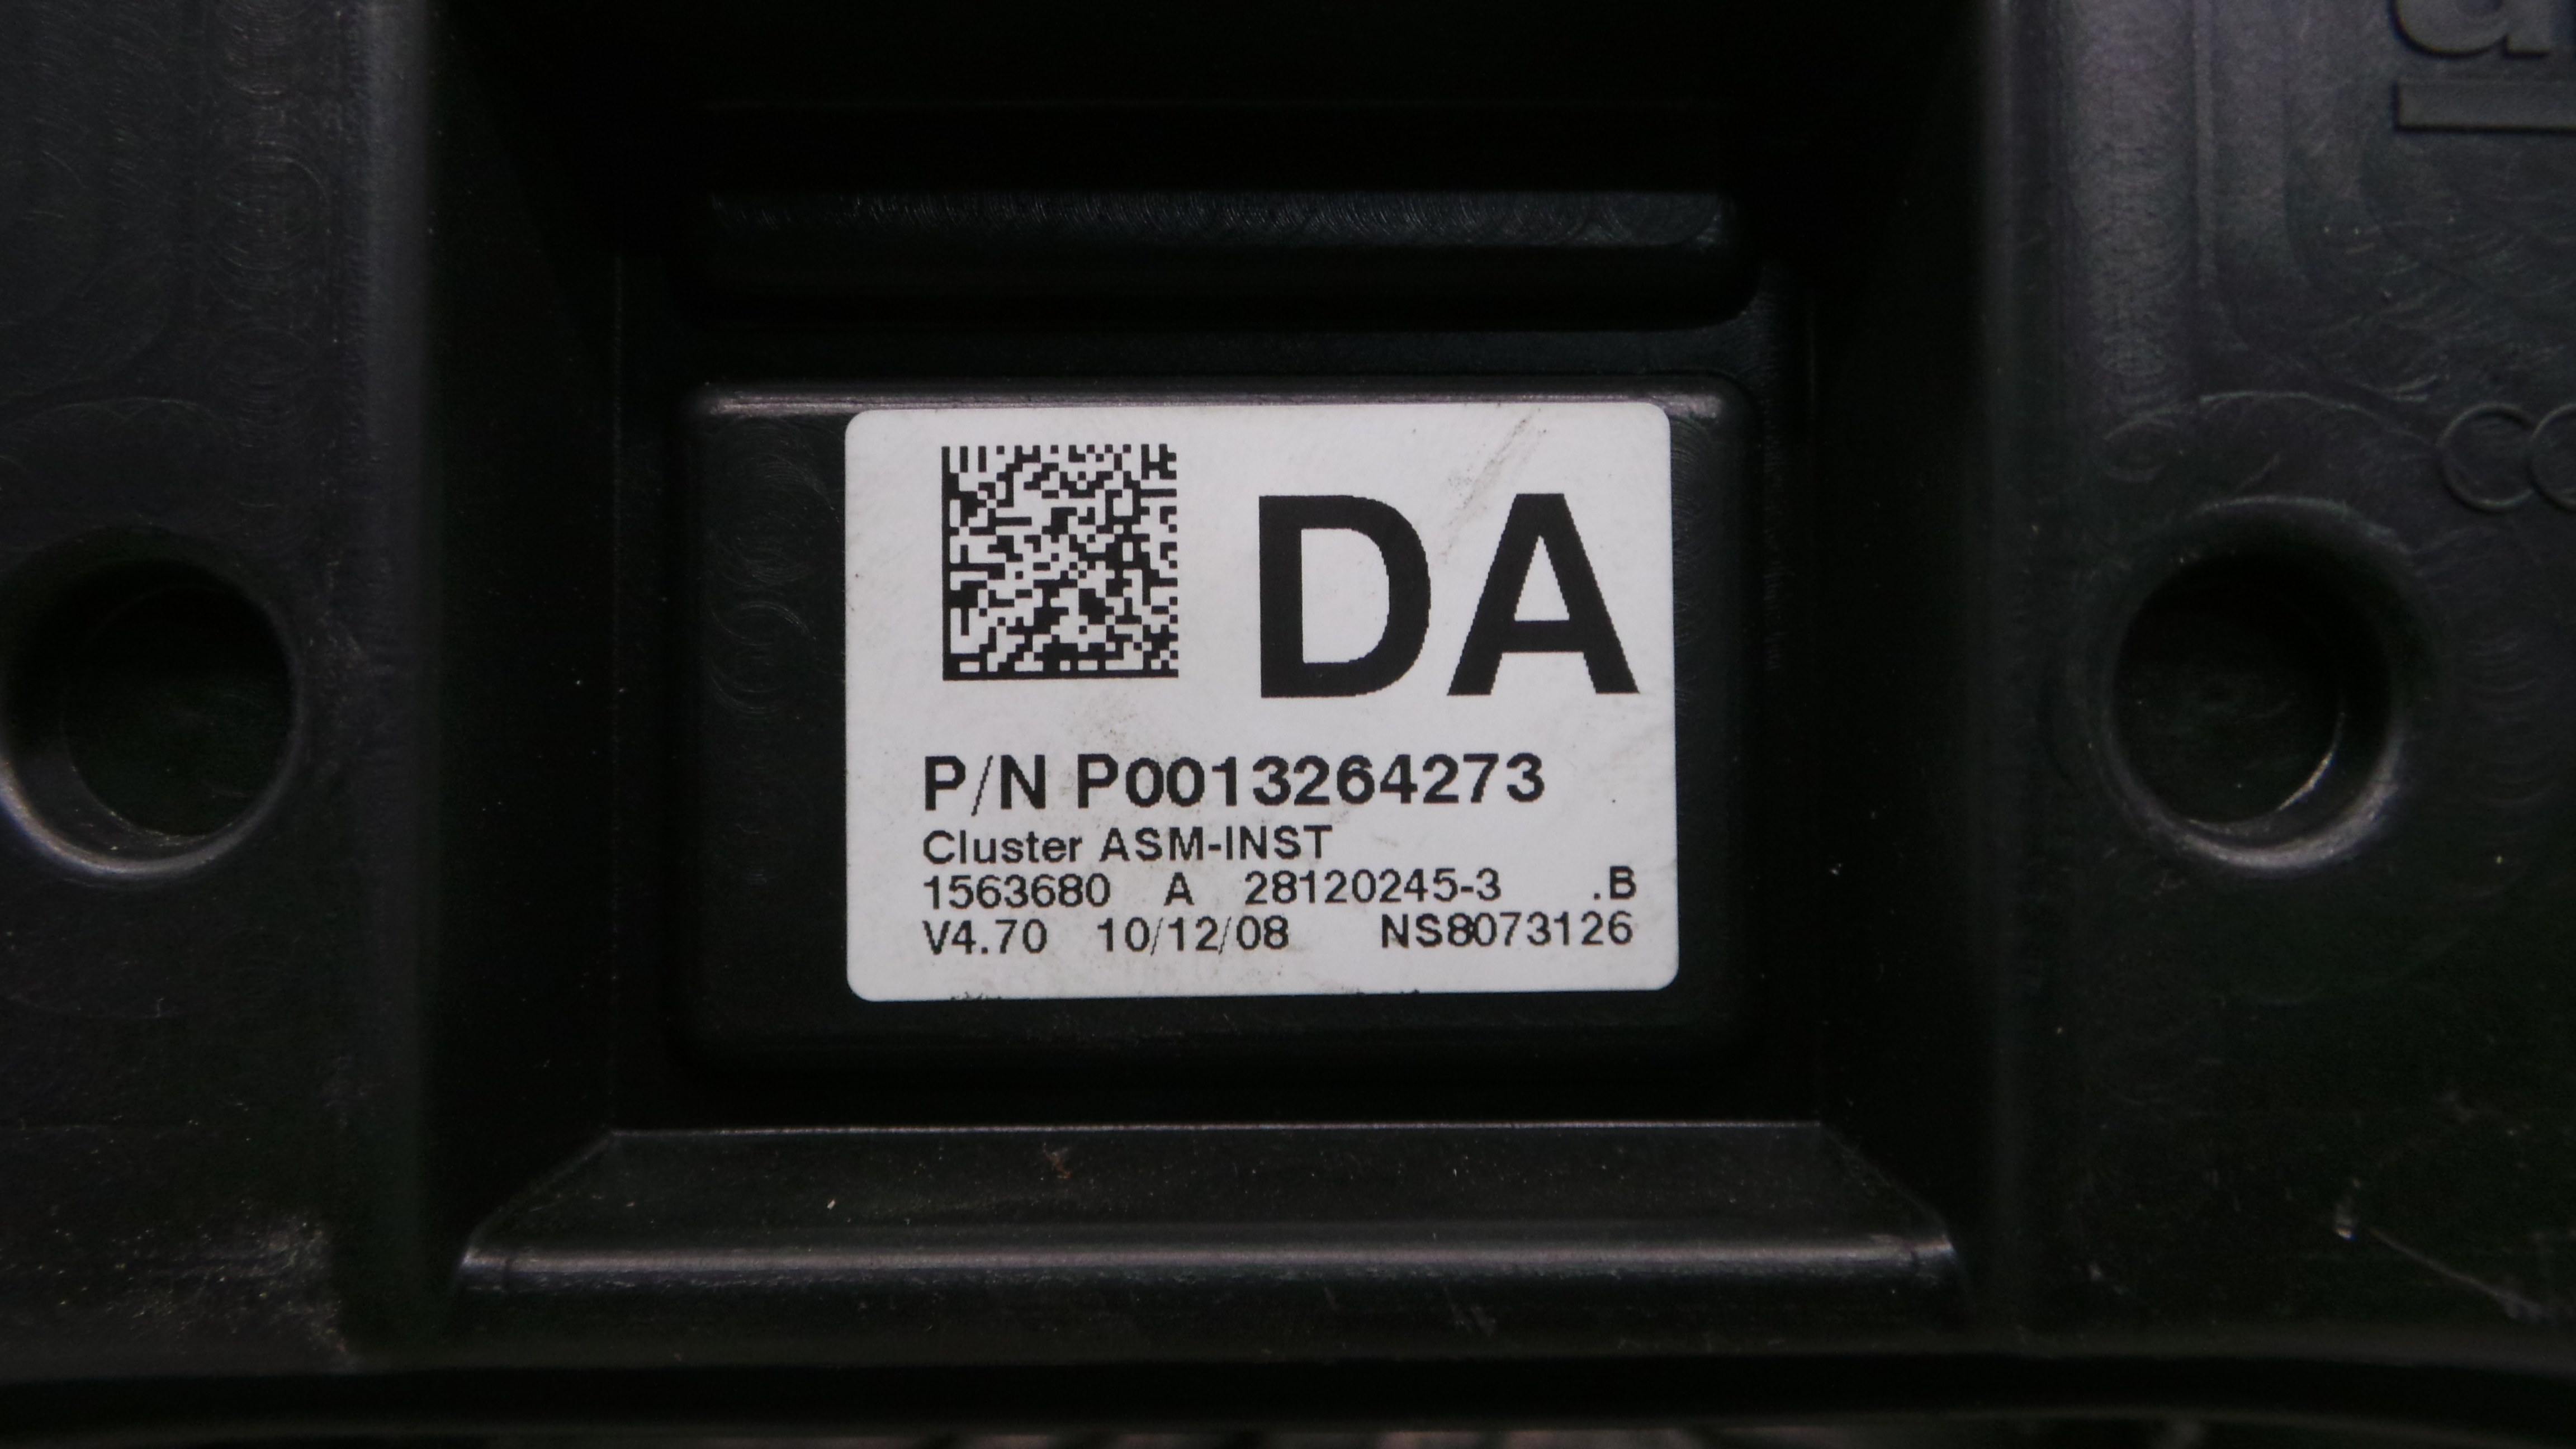 DA
P/N P0013264273
Cluster ASM-INST
1563680 A 28120245-3 .B
V4.70 10/12/08 NS8073126